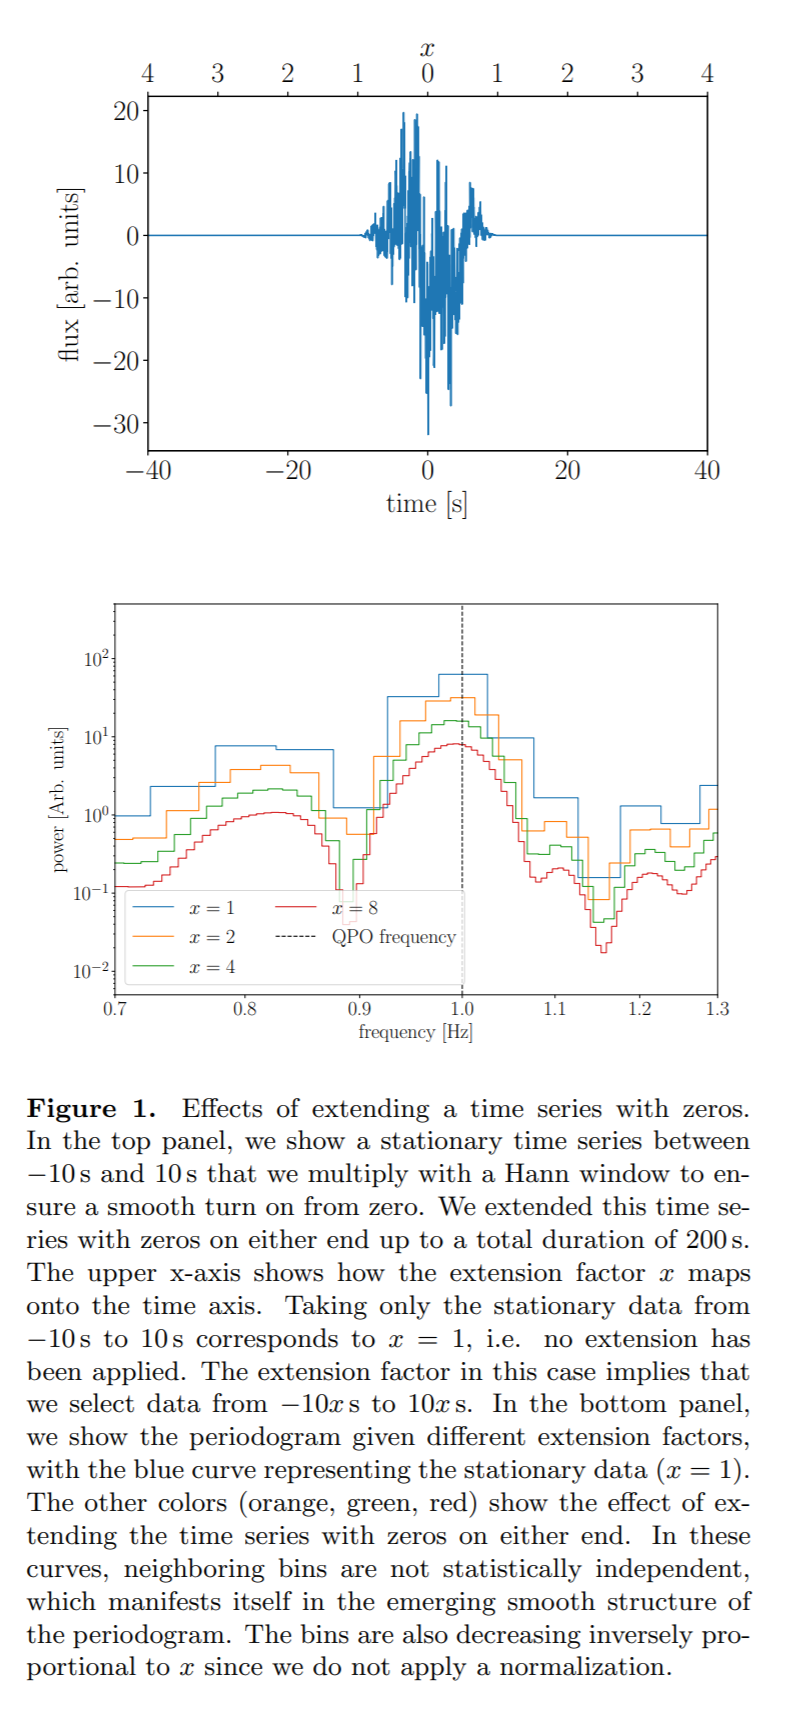 x
4 3 2 1 0 1 2 3 4
20
10
0
−10
−20
−30
flux [arb. units]
−40 −20 0 20 40
time [s]
10²
10¹
10⁰
10⁻¹
10⁻²
power [Arb. units]
x = 1
x = 2
x = 4
x = 8
QPO frequency
0.7 0.8 0.9 1.0 1.1 1.2 1.3
frequency [Hz]
Figure 1. Effects of extending a time series with zeros.
In the top panel, we show a stationary time series between
−10 s and 10 s that we multiply with a Hann window to en-
sure a smooth turn on from zero. We extended this time se-
ries with zeros on either end up to a total duration of 200 s.
The upper x-axis shows how the extension factor x maps
onto the time axis. Taking only the stationary data from
−10 s to 10 s corresponds to x = 1, i.e. no extension has
been applied. The extension factor in this case implies that
we select data from −10x s to 10x s. In the bottom panel,
we show the periodogram given different extension factors,
with the blue curve representing the stationary data (x = 1).
The other colors (orange, green, red) show the effect of ex-
tending the time series with zeros on either end. In these
curves, neighboring bins are not statistically independent,
which manifests itself in the emerging smooth structure of
the periodogram. The bins are also decreasing inversely pro-
portional to x since we do not apply a normalization.